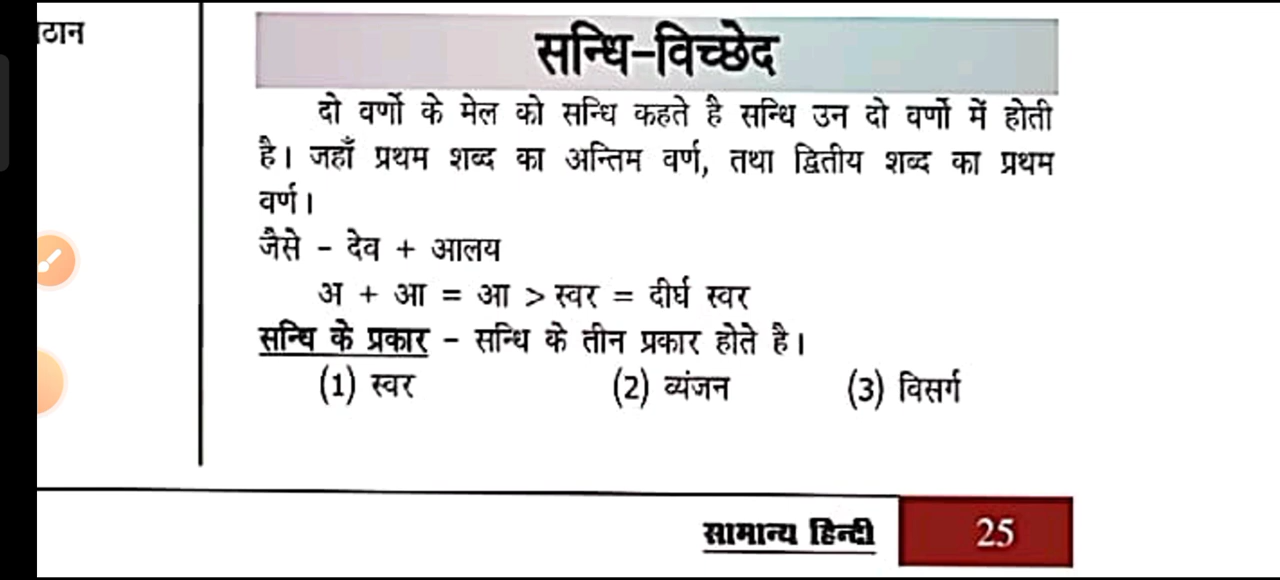 सन्धि-विच्छेद
दो वर्णो के मेल को सन्धि कहते है सन्धि उन दो वर्णो में होती
है। जहाँ प्रथम शब्द का अन्तिम वर्ण, तथा द्वितीय शब्द का प्रथम
वर्ण।
जैसे - देव + आलय
अ + आ = आ > स्वर = दीर्घ स्वर
सन्धि के प्रकार - सन्धि के तीन प्रकार होते है।
(1) स्वर (2) व्यंजन (3) विसर्ग
सामान्य हिन्दी 25